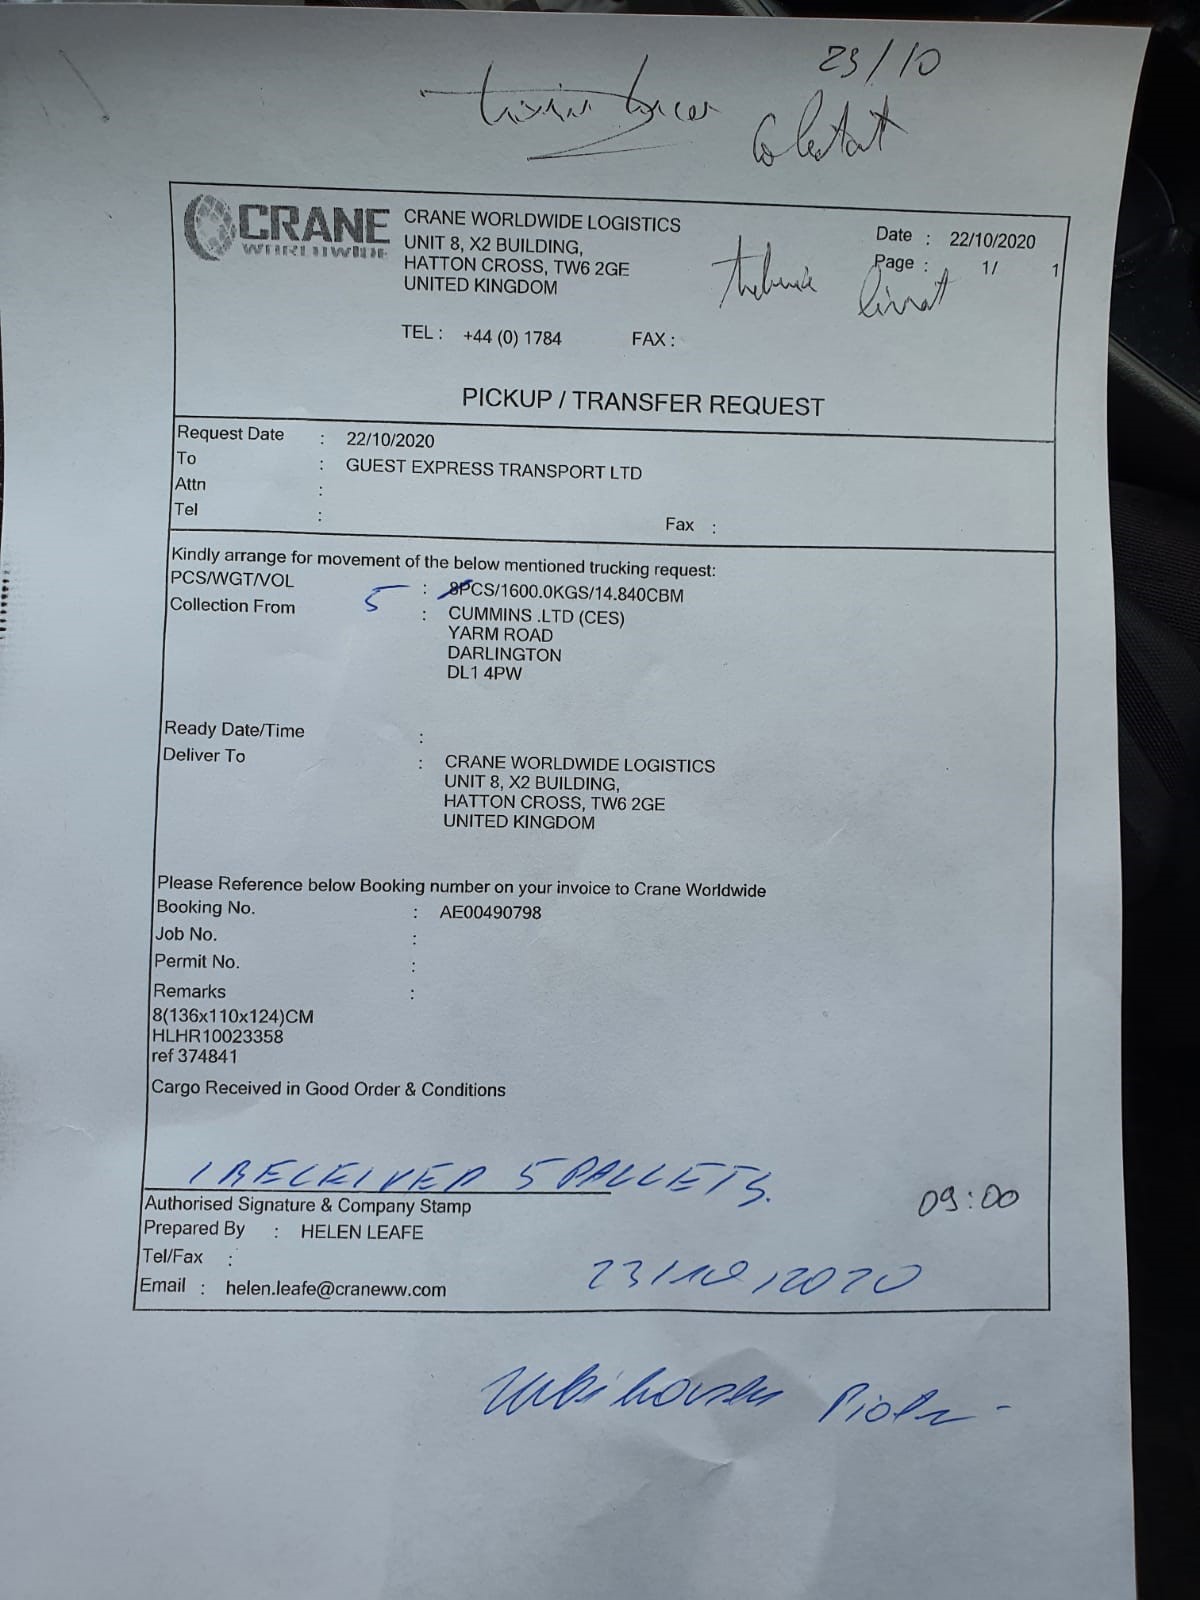 23/10
CRANE
WORLDWIDE
CRANE WORLDWIDE LOGISTICS
UNIT 8, X2 BUILDING,
HATTON CROSS, TW6 2GE
UNITED KINGDOM
Date : 22/10/2020
Page : 1/ 1
TEL : +44 (0) 1784 FAX :
PICKUP / TRANSFER REQUEST
Request Date : 22/10/2020
To : GUEST EXPRESS TRANSPORT LTD
Attn :
Tel : Fax :
Kindly arrange for movement of the below mentioned trucking request:
PCS/WGT/VOL : 8PCS/1600.0KGS/14.840CBM
5
Collection From : CUMMINS .LTD (CES)
YARM ROAD
DARLINGTON
DL1 4PW
Ready Date/Time :
Deliver To : CRANE WORLDWIDE LOGISTICS
UNIT 8, X2 BUILDING,
HATTON CROSS, TW6 2GE
UNITED KINGDOM
Please Reference below Booking number on your invoice to Crane Worldwide
Booking No. : AE00490798
Job No. :
Permit No. :
Remarks :
8(136x110x124)CM
HLHR10023358
ref 374841
Cargo Received in Good Order & Conditions
I RECEIVED 5 PALLETS.
Authorised Signature & Company Stamp
09:00
Prepared By : HELEN LEAFE
Tel/Fax :
23/10/2020
Email : helen.leafe@craneww.com
Piotr